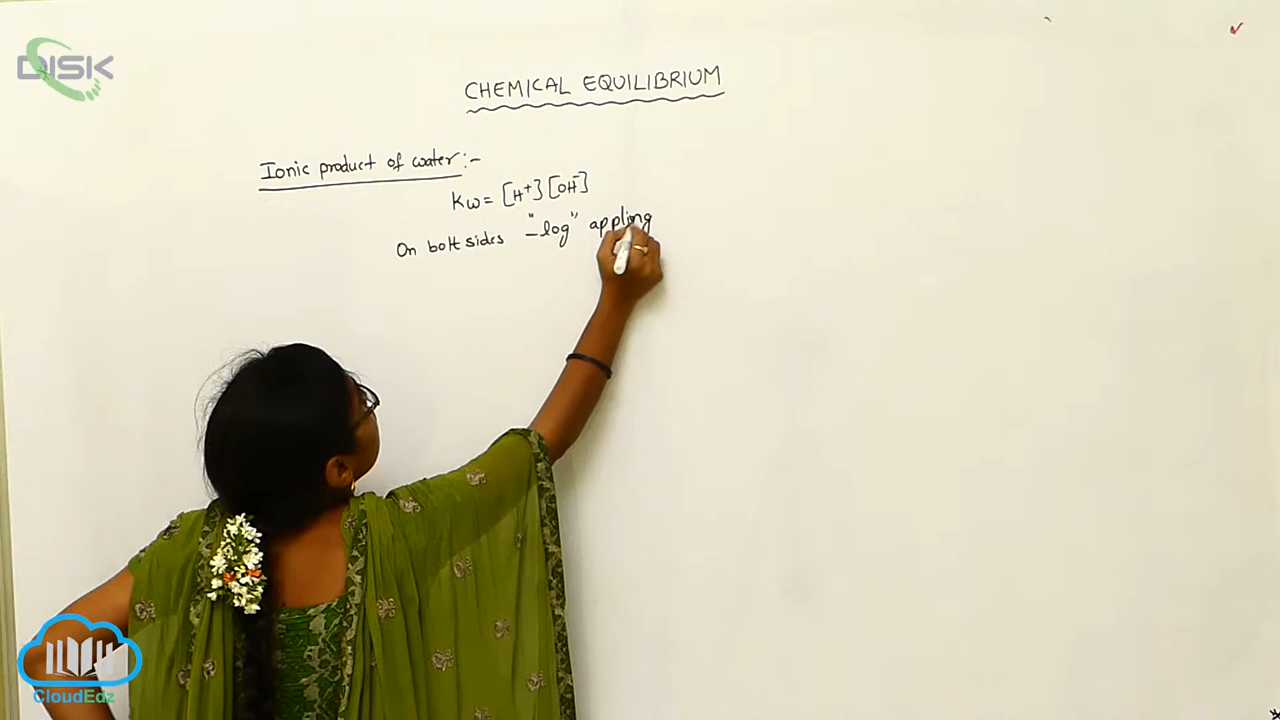 DISK
CHEMICAL EQUILIBRIUM
Ionic product of water:-
Kw = [H⁺][OH⁻]
On both sides "-log" appling
CloudEdz